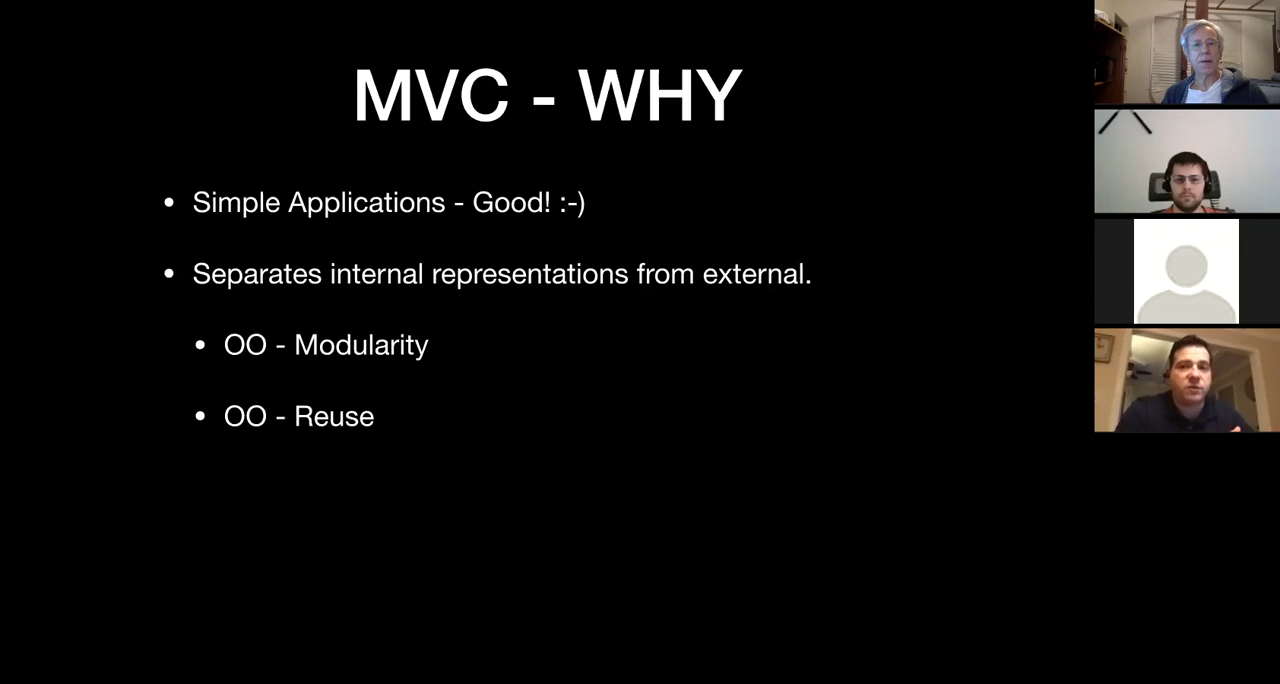 MVC - WHY
• Simple Applications - Good! :-)
• Separates internal representations from external.
• OO - Modularity
• OO - Reuse